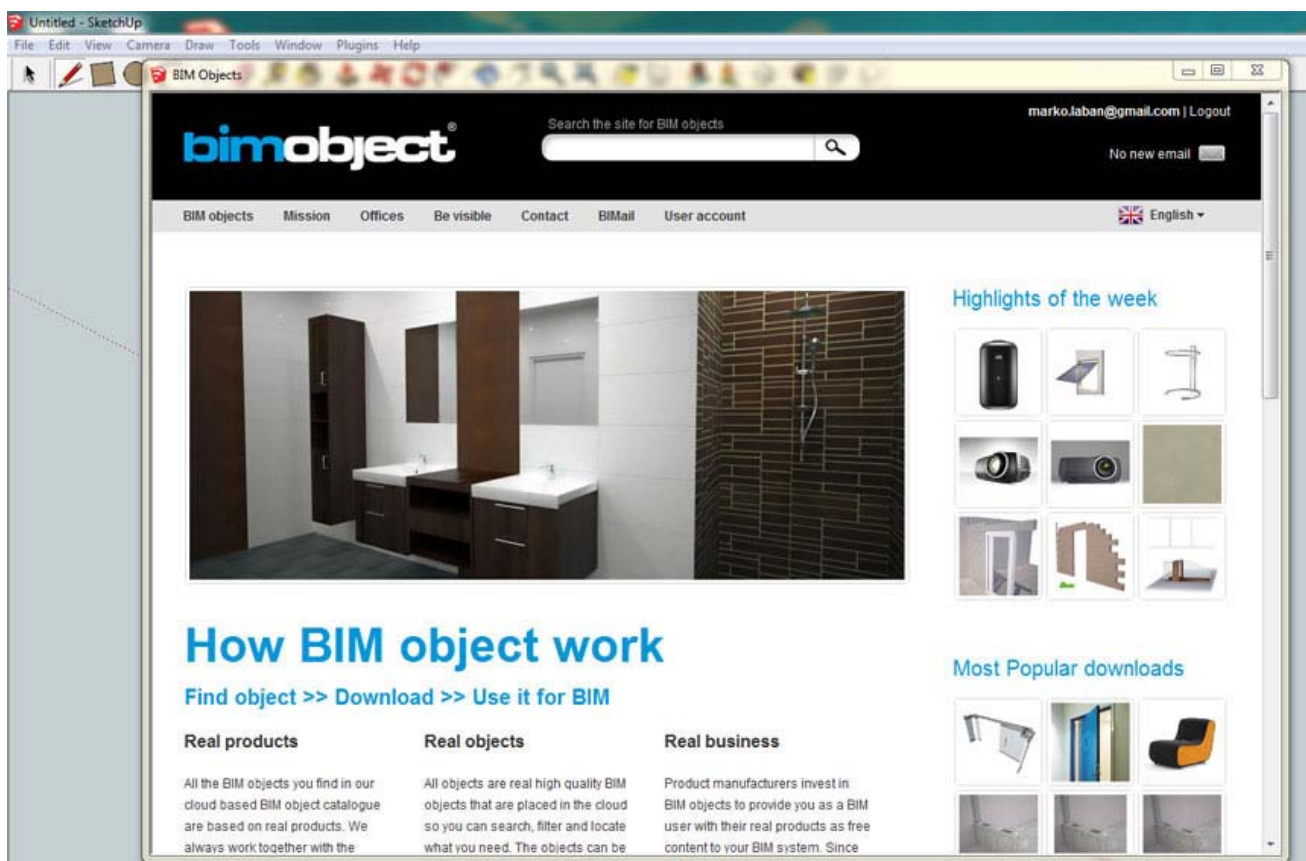 Untitled - SketchUp
File Edit View Camera Draw Tools Window Plugins Help
BIM Objects
marko.laban@gmail.com | Logout
bimobject®
Search the site for BIM objects
No new email
BIM objects Mission Offices Be visible Contact BIMail User account
English
Highlights of the week
How BIM object work
Find object >> Download >> Use it for BIM
Most Popular downloads
Real products
All the BIM objects you find in our
cloud based BIM object catalogue
are based on real products. We
always work together with the
Real objects
All objects are real high quality BIM
objects that are placed in the cloud
so you can search, filter and locate
what you need. The objects can be
Real business
Product manufacturers invest in
BIM objects to provide you as a BIM
user with their real products as free
content to your BIM system. Since